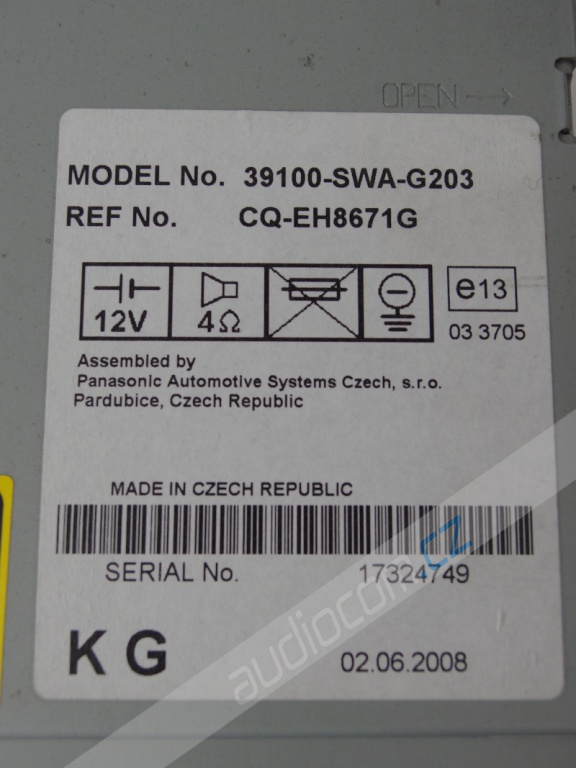 OPEN
MODEL No. 39100-SWA-G203
REF No. CQ-EH8671G
12V 4Ω
e13
03 3705
Assembled by
Panasonic Automotive Systems Czech, s.r.o.
Pardubice, Czech Republic
MADE IN CZECH REPUBLIC
SERIAL No. 17324749
K G 02.06.2008
audiocom.cz